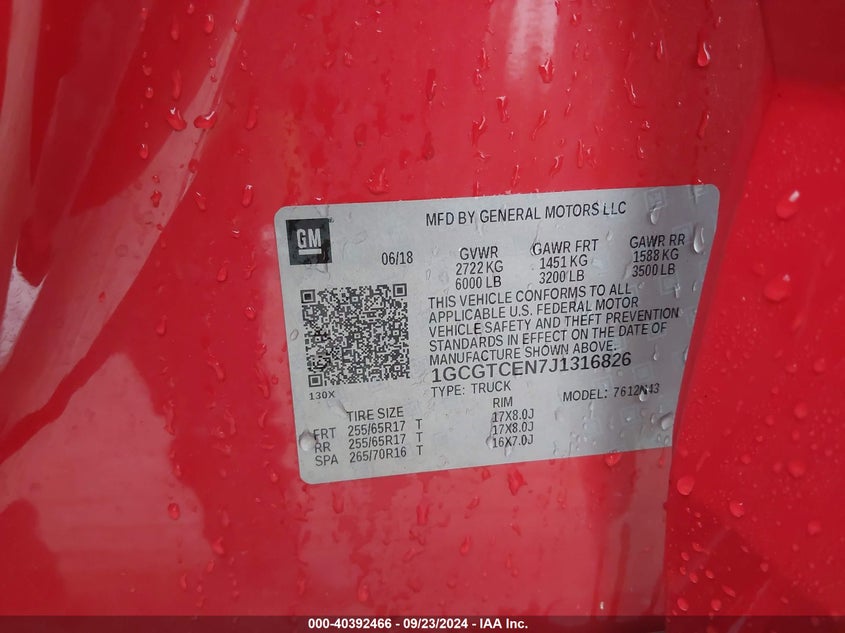 MFD BY GENERAL MOTORS LLC
GM
06/18
GVWR GAWR FRT GAWR RR
2722 KG 1451 KG 1588 KG
6000 LB 3200 LB 3500 LB
THIS VEHICLE CONFORMS TO ALL
APPLICABLE U.S. FEDERAL MOTOR
VEHICLE SAFETY AND THEFT PREVENTION
STANDARDS IN EFFECT ON THE DATE OF
MANUFACTURE SHOWN ABOVE.
1GCGTCEN7J1316826
130X
TYPE: TRUCK MODEL: 7612N43
TIRE SIZE RIM
FRT 255/65R17 T 17X8.0J
RR 255/65R17 T 17X8.0J
SPA 265/70R16 T 16X7.0J
000-40392466 - 09/23/2024 - IAA Inc.